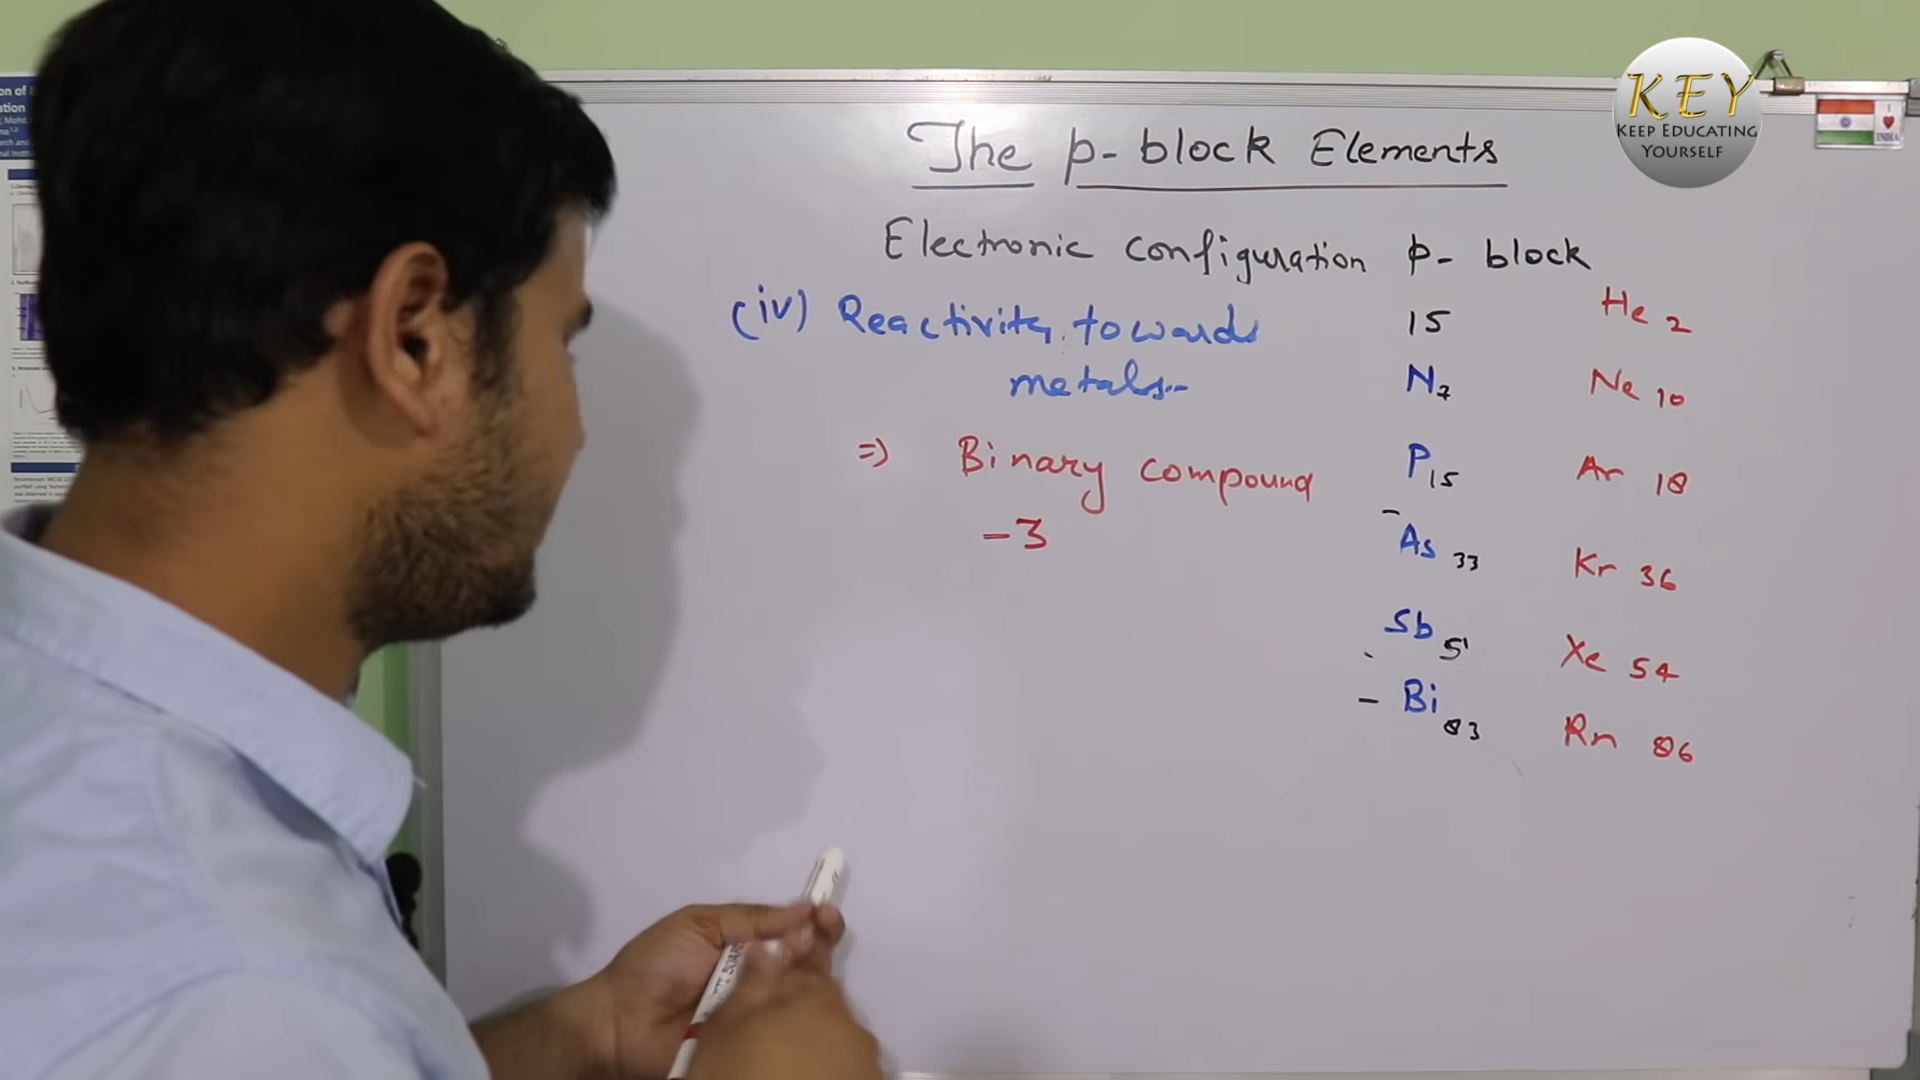 The p-block Elements
Electronic configuration p-block
(iv) Reactivity towards
metals--
=> Binary compound
-3
15
N 7
P 15
- As 33
Sb 51
- Bi 83
He 2
Ne 10
Ar 18
Kr 36
Xe 54
Rn 86
KEY
KEEP EDUCATING
YOURSELF
I
INDIA